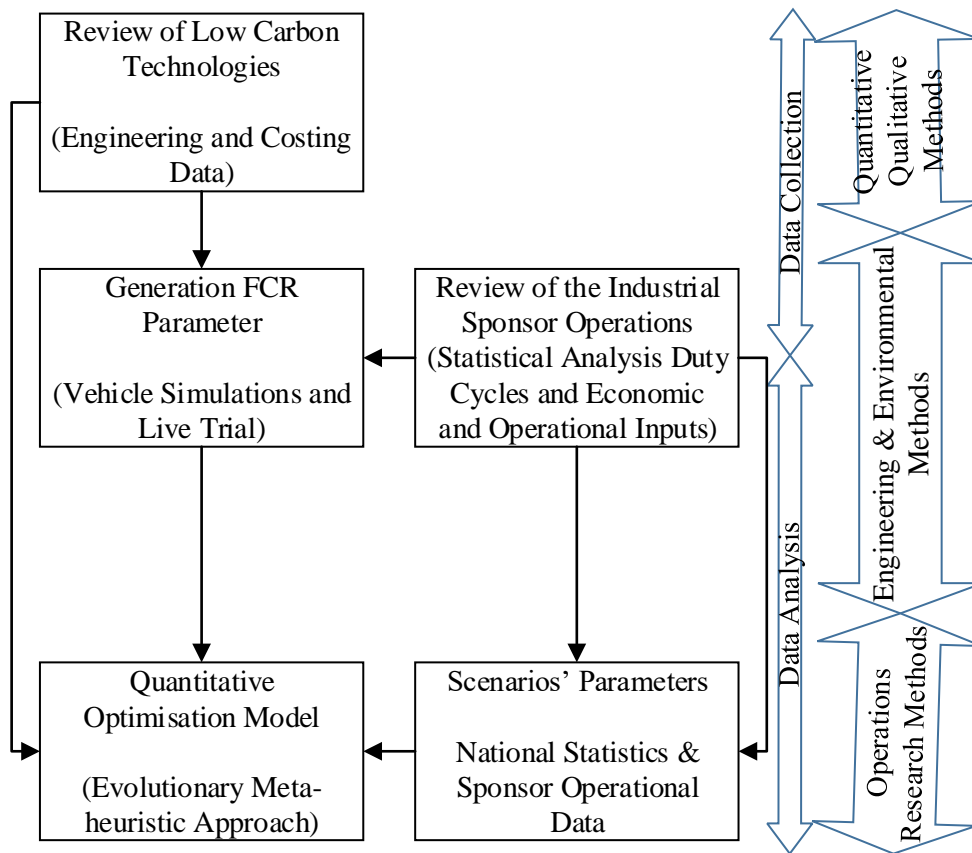 Review of Low Carbon
Technologies
(Engineering and Costing
Data)
Generation FCR
Parameter
(Vehicle Simulations and
Live Trial)
Review of the Industrial
Sponsor Operations
(Statistical Analysis Duty
Cycles and Economic
and Operational Inputs)
Quantitative
Optimisation Model
(Evolutionary Meta-
heuristic Approach)
Scenarios’ Parameters
National Statistics &
Sponsor Operational
Data
Data Collection
Data Analysis
Quantitative
Qualitative
Methods
Engineering & Environmental
Methods
Operations
Research Methods